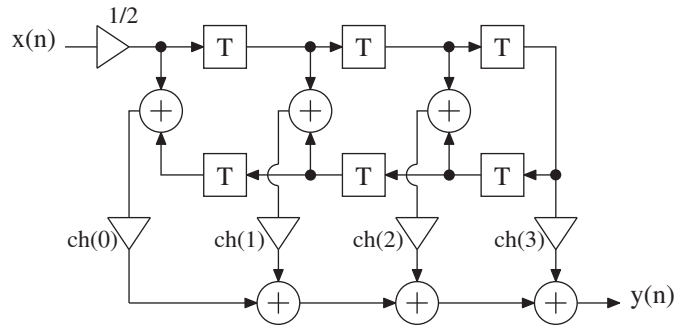 1/2
x(n)
T
T
T
+
+
+
T
T
T
ch(0)
ch(1)
ch(2)
ch(3)
+
+
+
y(n)